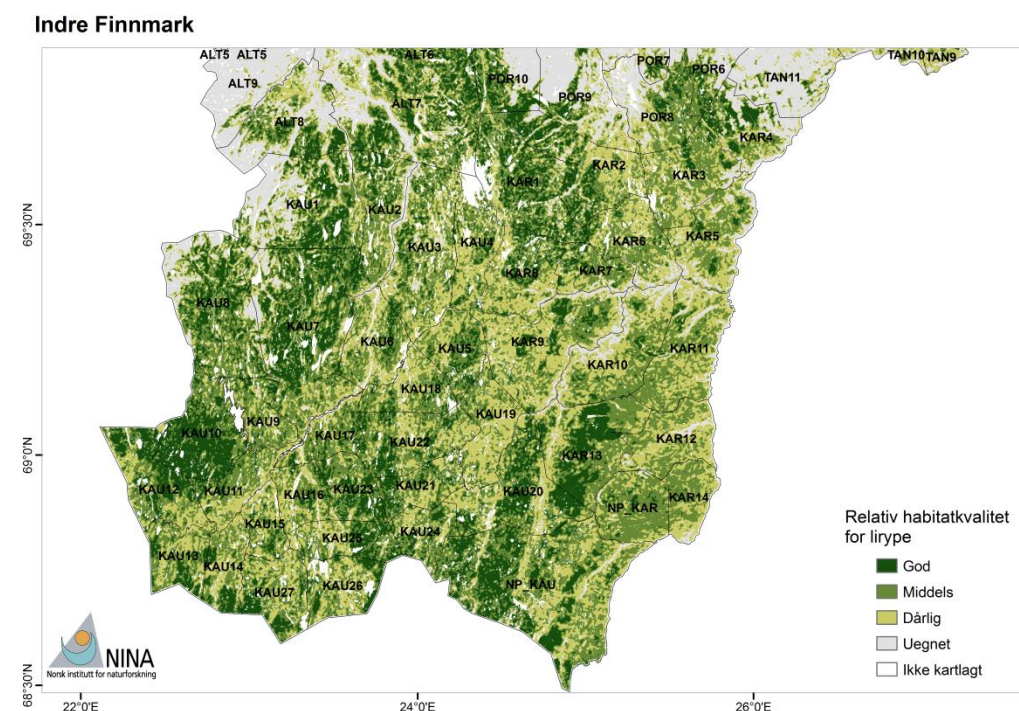 Indre Finnmark
ALT5 ALT5
ALT6
POR7
TAN10 TAN9
ALT9
POR10
POR6
TAN11
POR9
ALT7
ALT8
POR8
KAR4
KAR2
KAR3
KAR1
KAU1
KAU2
69°30'N
KAU3
KAU4
KAR6
KAR5
KAR7
KAR8
KAU8
KAU7
KAU6
KAU5
KAR9
KAR11
KAR10
KAU18
KAU19
KAU9
KAU10
KAU17
KAU22
KAR12
69°0'N
KAR13
KAU12
KAU11
KAU16
KAU23
KAU21
KAU20
KAR14
NP_KAR
KAU15
KAU25
KAU24
KAU13
KAU14
KAU27
KAU26
NP_KAU
Relativ habitatkvalitet
for lirype
God
Middels
Dårlig
Uegnet
Ikke kartlagt
NINA
Norsk institutt for naturforskning
68°30'N
22°0'E
24°0'E
26°0'E